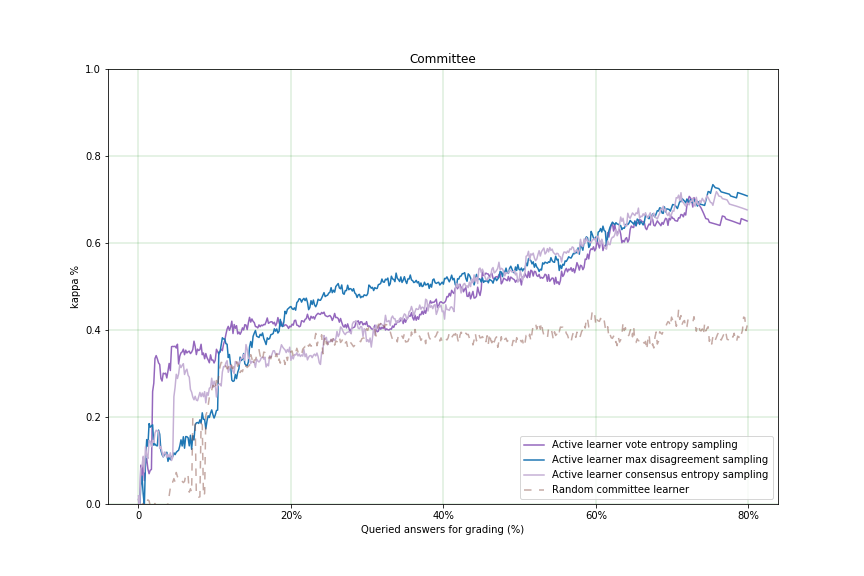 Committee
1.0
0.8
0.6
0.4
0.2
0.0
kappa %
0
20%
40%
60%
80%
Queried answers for grading (%)
Active learner vote entropy sampling
Active learner max disagreement sampling
Active learner consensus entropy sampling
Random committee learner